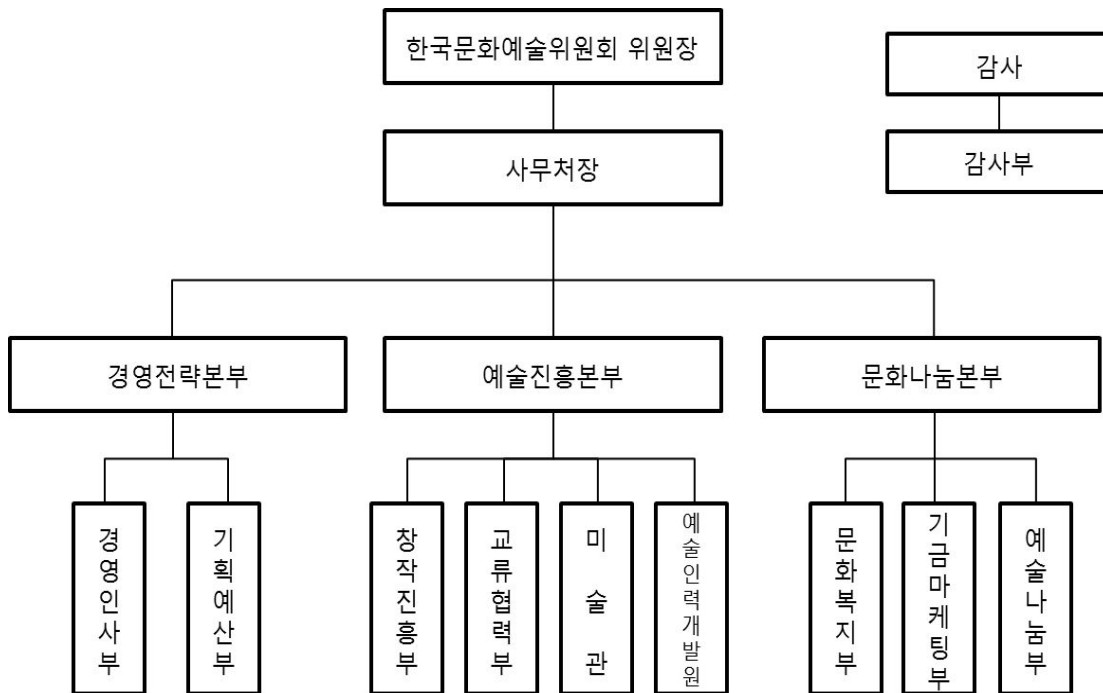 한국문화예술위원회 위원장
감사
사무처장
감사부
경영전략본부
예술진흥본부
문화나눔본부
경영인사부
기획예산부
창작진흥부
교류협력부
미술관
예술인력개발원
문화복지부
기금마케팅부
예술나눔부